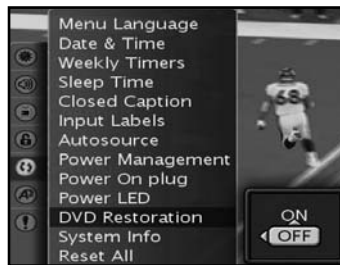 Menu Language
Date & Time
Weekly Timers
Sleep Time
Closed Caption
Input Labels
Autosource
Power Management
Power On plug
Power LED
DVD Restoration
System Info
Reset All
ON
OFF
68